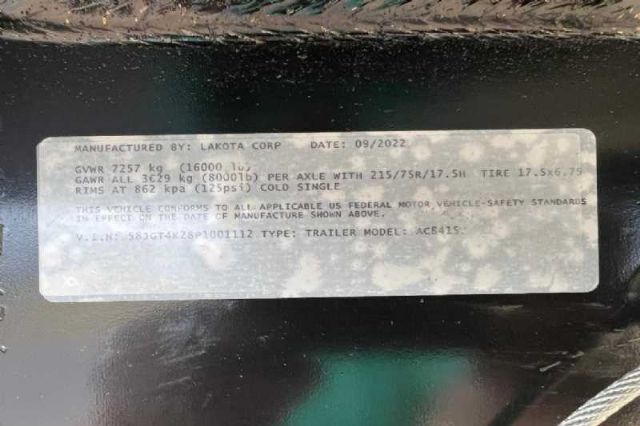 MANUFACTURED BY: LAKOTA CORP DATE: 09/2022
GVWR 7257 kg (16000 lb)
GAWR ALL 3629 kg (8000lb) PER AXLE WITH 215/75R/17.5H TIRE 17.5x6.75
RIMS AT 862 kpa (125psi) COLD SINGLE
THIS VEHICLE CONFORMS TO ALL APPLICABLE US FEDERAL MOTOR VEHICLE-SAFETY STANDARDS
IN EFFECT ON THE DATE OF MANUFACTURE SHOWN ABOVE.
V.I.N: TYPE: TRAILER MODEL: